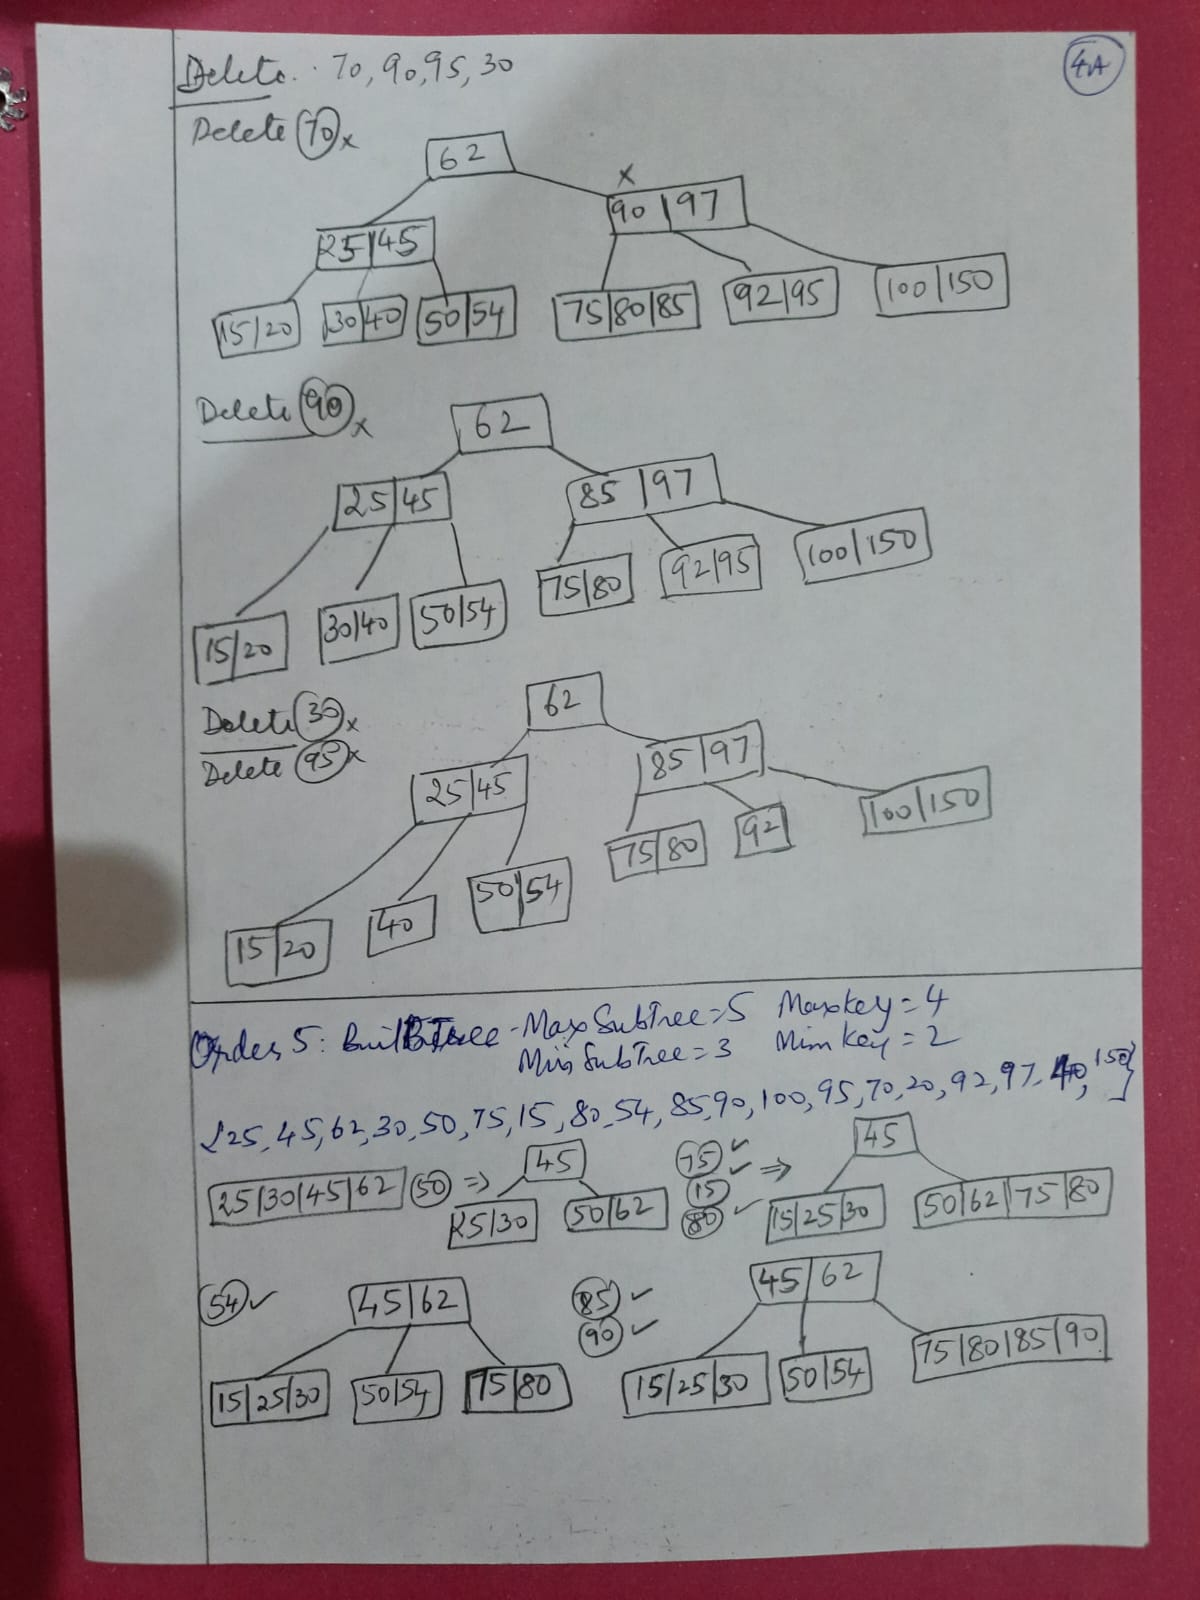 Delete. 70, 90, 95, 30
4A
Delete 70 x
62
x
90|97
25|45
15|20 30|40 50|54 75|80|85 92|95 100|150
Delete 90 x
62
25|45 85|97
15|20 30|40 50|54 75|80 92|95 100|150
Delete 30 x
Delete 95 x
62
25|45 85|97
15|20 40 50|54 75|80 92 100|150
Order 5: - Max SubTree = 5 Maxkey = 4
Min SubTree = 3 Minkey = 2
{25, 45, 62, 30, 50, 75, 15, 80, 54, 85, 90, 100, 95, 70, 20, 92, 97, 40, 150}
25|30|45|62 50 => 45
25|30 50|62
75 ✓
15 ✓ =>
80 ✓
45
15|25|30 50|62|75|80
54 ✓ 45|62
15|25|30 50|54 75|80
85 ✓
90 ✓
45|62
15|25|30 50|54 75|80|85|90